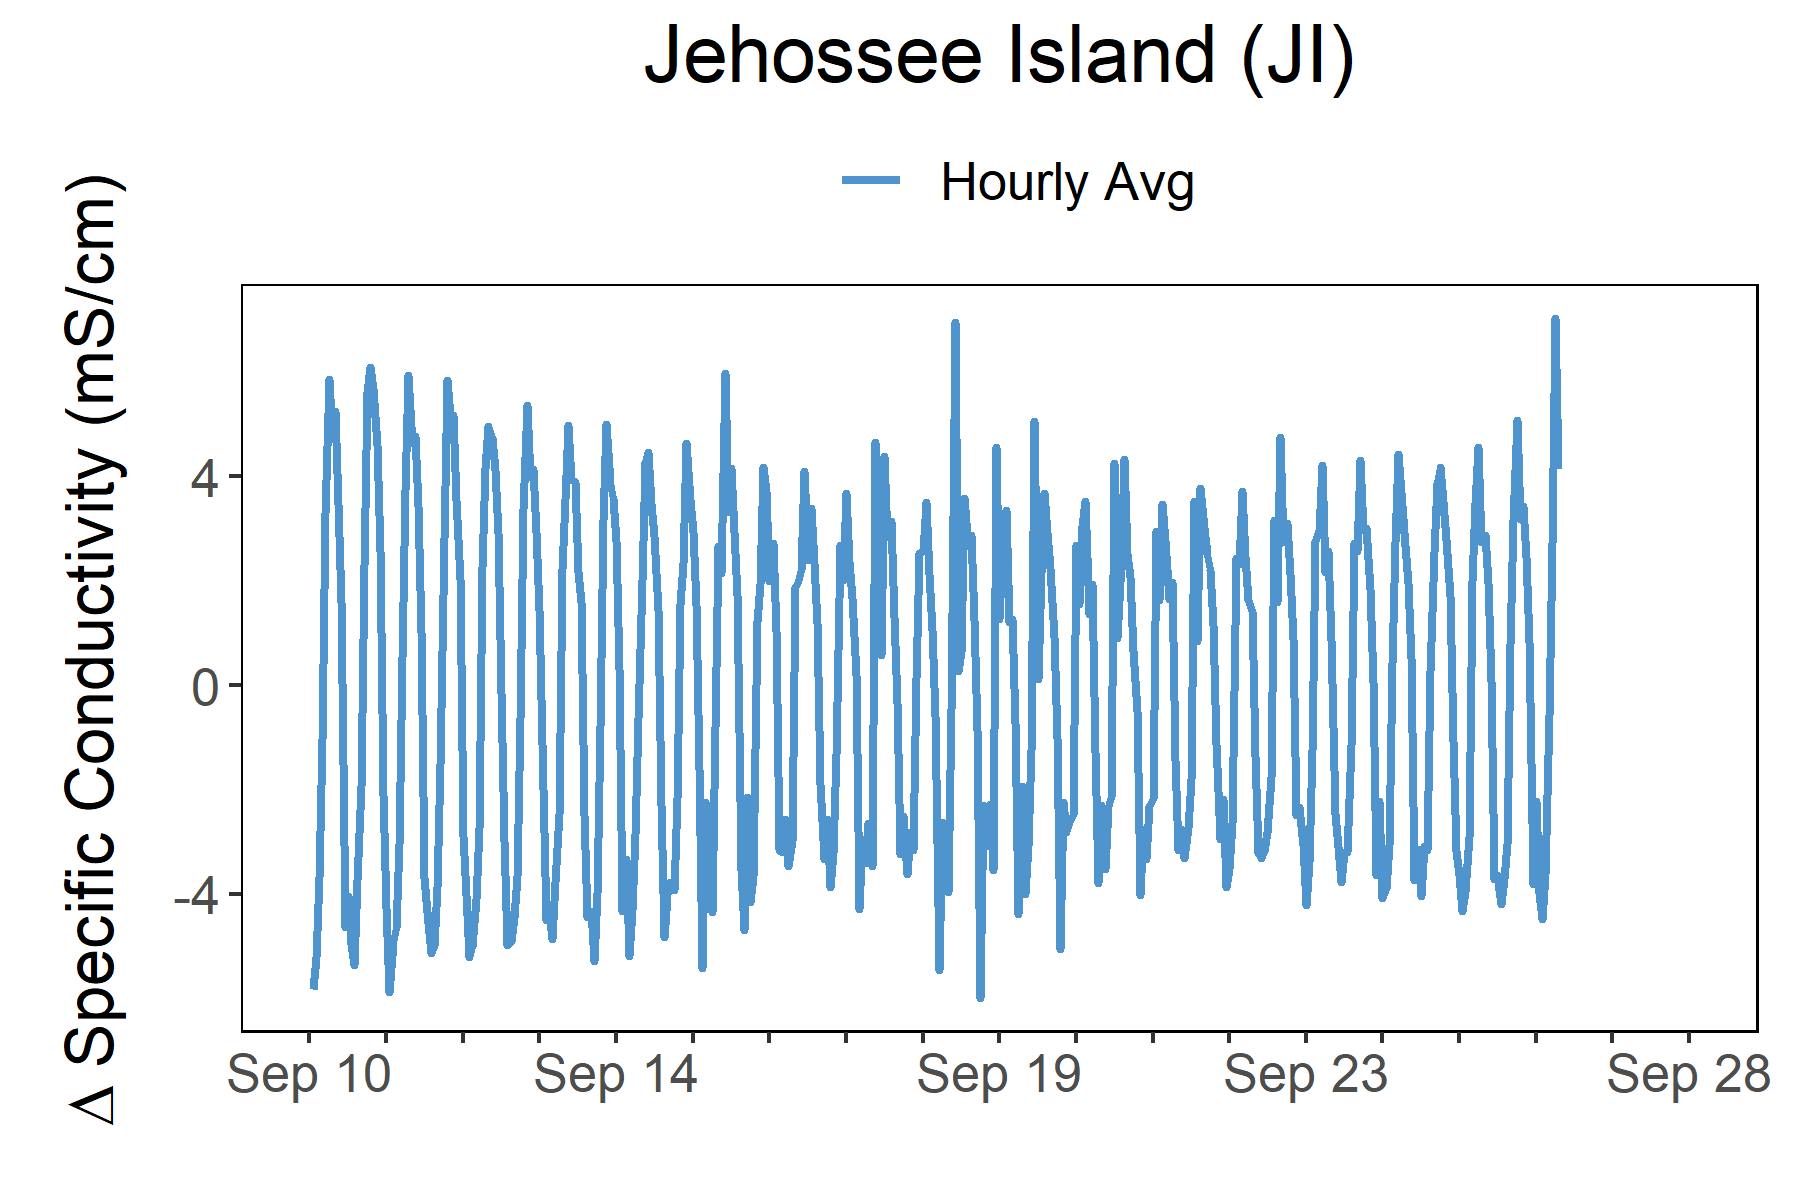 Jehossee Island (JI)
Hourly Avg
Δ Specific Conductivity (mS/cm)
4
0
-4
Sep 10 Sep 14 Sep 19 Sep 23 Sep 28